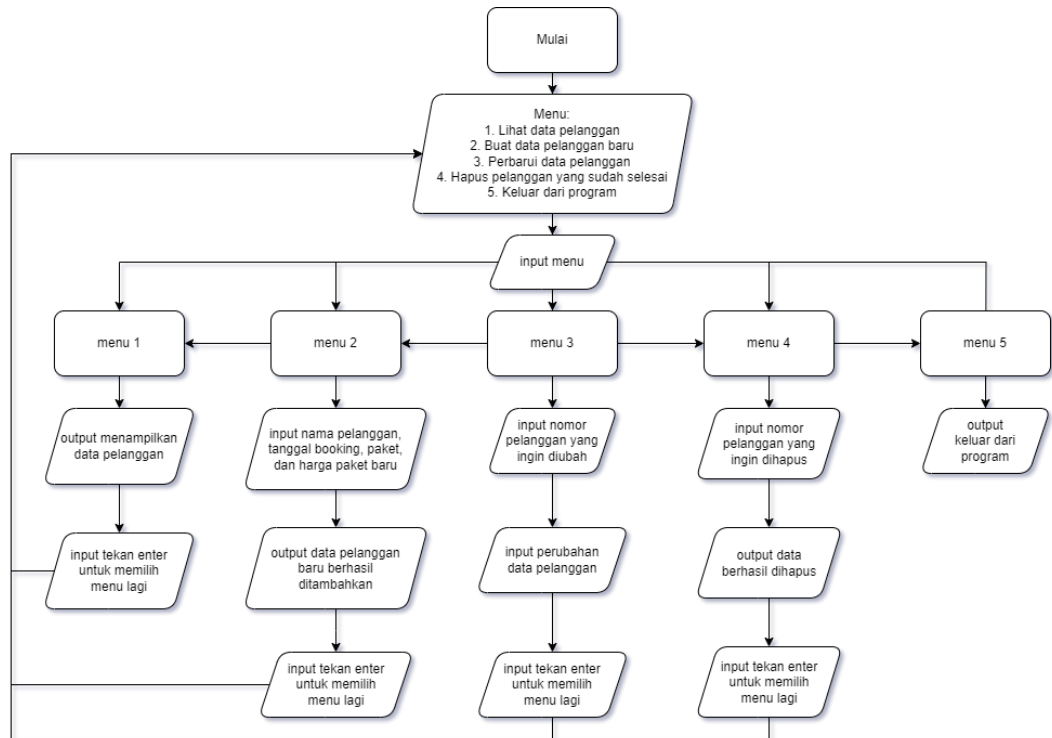 Mulai
Menu:
1. Lihat data pelanggan
2. Buat data pelanggan baru
3. Perbarui data pelanggan
4. Hapus pelanggan yang sudah selesai
5. Keluar dari program
input menu
menu 1
menu 2
menu 3
menu 4
menu 5
output menampilkan
data pelanggan
input nama pelanggan,
tanggal booking, paket,
dan harga paket baru
input nomor
pelanggan yang
ingin diubah
input nomor
pelanggan yang
ingin dihapus
output
keluar dari
program
input tekan enter
untuk memilih
menu lagi
output data pelanggan
baru berhasil
ditambahkan
input perubahan
data pelanggan
output data
berhasil dihapus
input tekan enter
untuk memilih
menu lagi
input tekan enter
untuk memilih
menu lagi
input tekan enter
untuk memilih
menu lagi